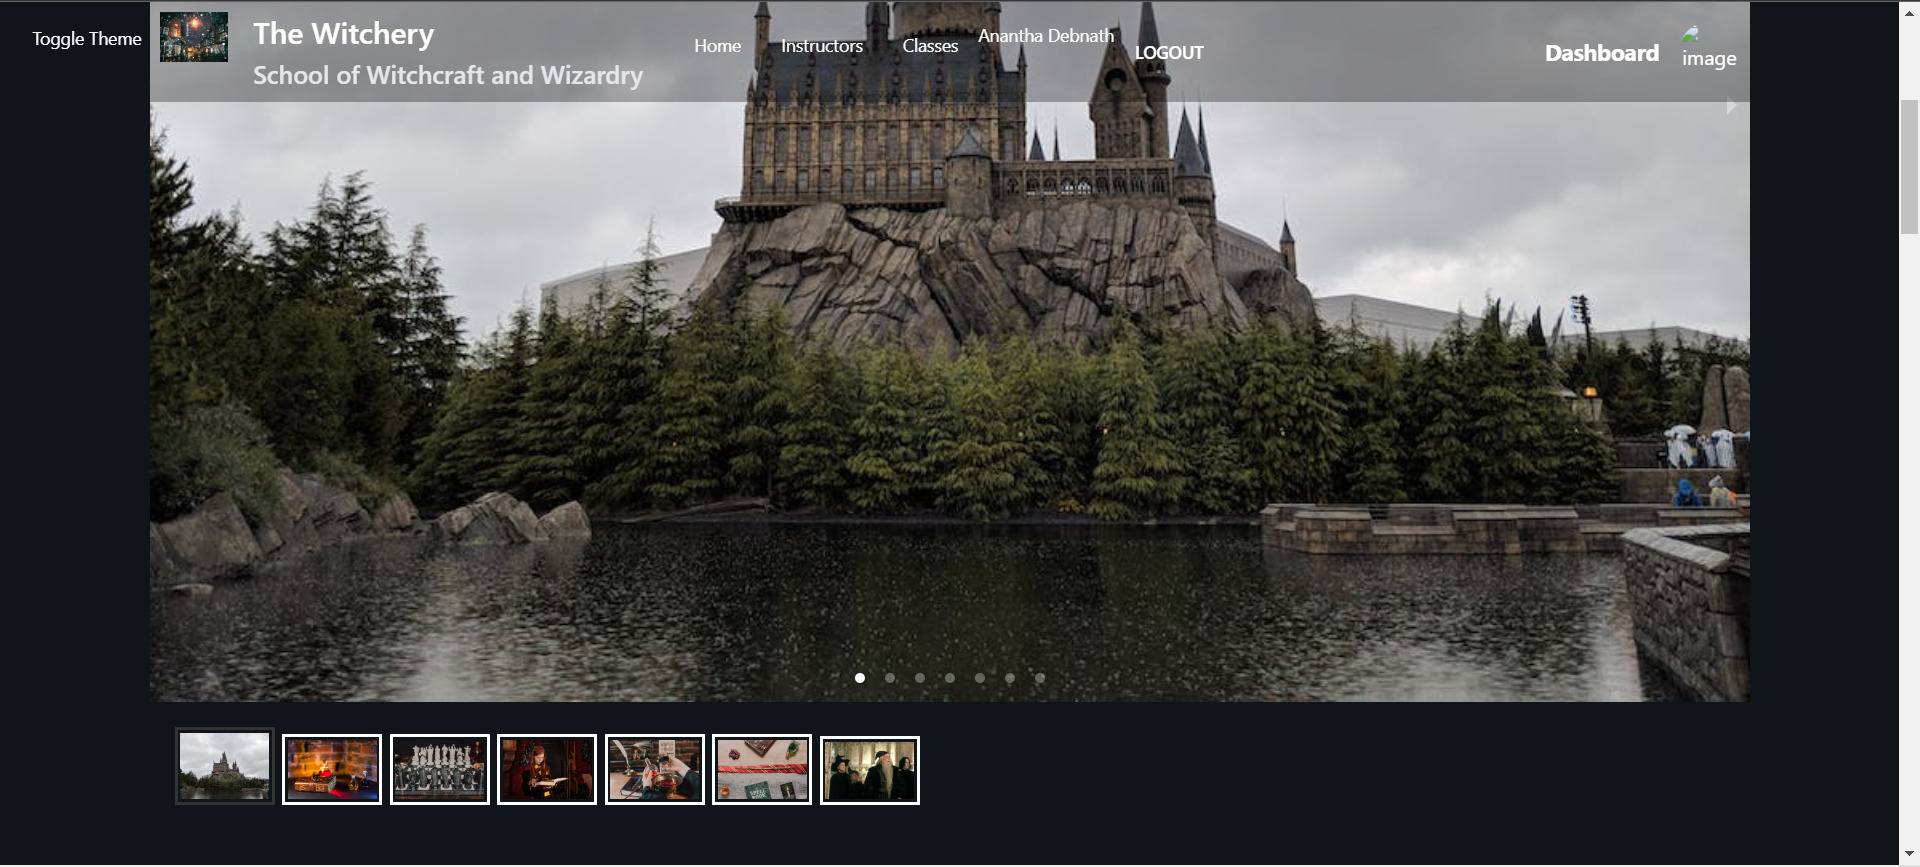 Toggle Theme
The Witchery
School of Witchcraft and Wizardry
Home
Instructors
Classes
Anantha Debnath
LOGOUT
Dashboard
image